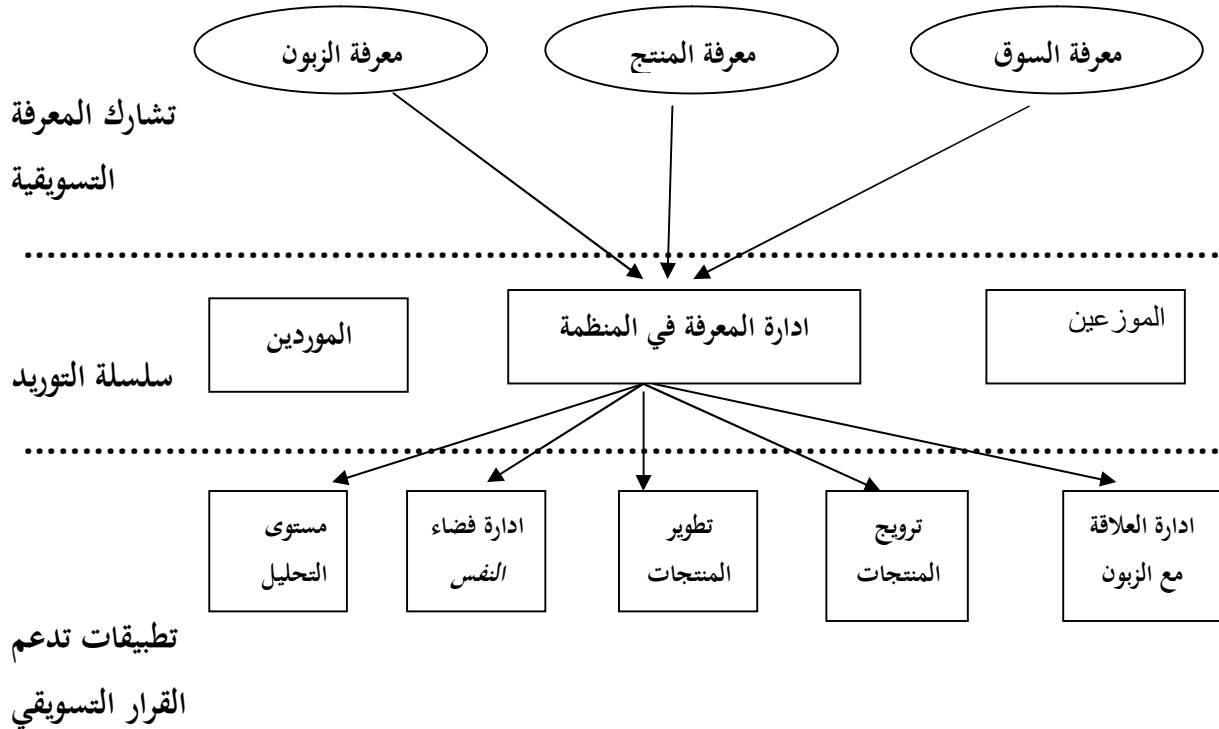 معرفة السوق
معرفة المنتج
معرفة الزبون
تشارك المعرفة
التسويقية
الموزعين
ادارة المعرفة في المنظمة
الموردين
سلسلة التوريد
ادارة العلاقة
مع الزبون
ترويج
المنتجات
تطوير
المنتجات
ادارة فضاء
النفس
مستوى
التحليل
تطبيقات تدعم
القرار التسويقي